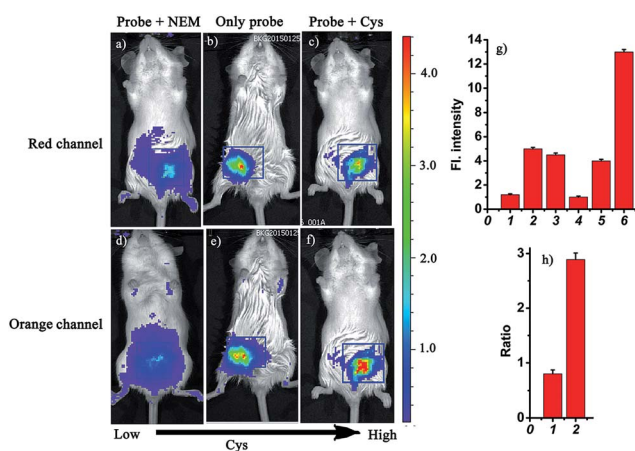 Probe + NEM Only probe Probe + Cys
a) b) c)
BKG20150125
Red channel
d) e) f)
6 001A
BKG20150125
Orange channel
Low High
Cys
4.0
3.0
2.0
1.0
g)
Fl. intensity
14
12
10
8
6
4
2
0
0 1 2 3 4 5 6
h)
Ratio
3
2
1
0
0 1 2